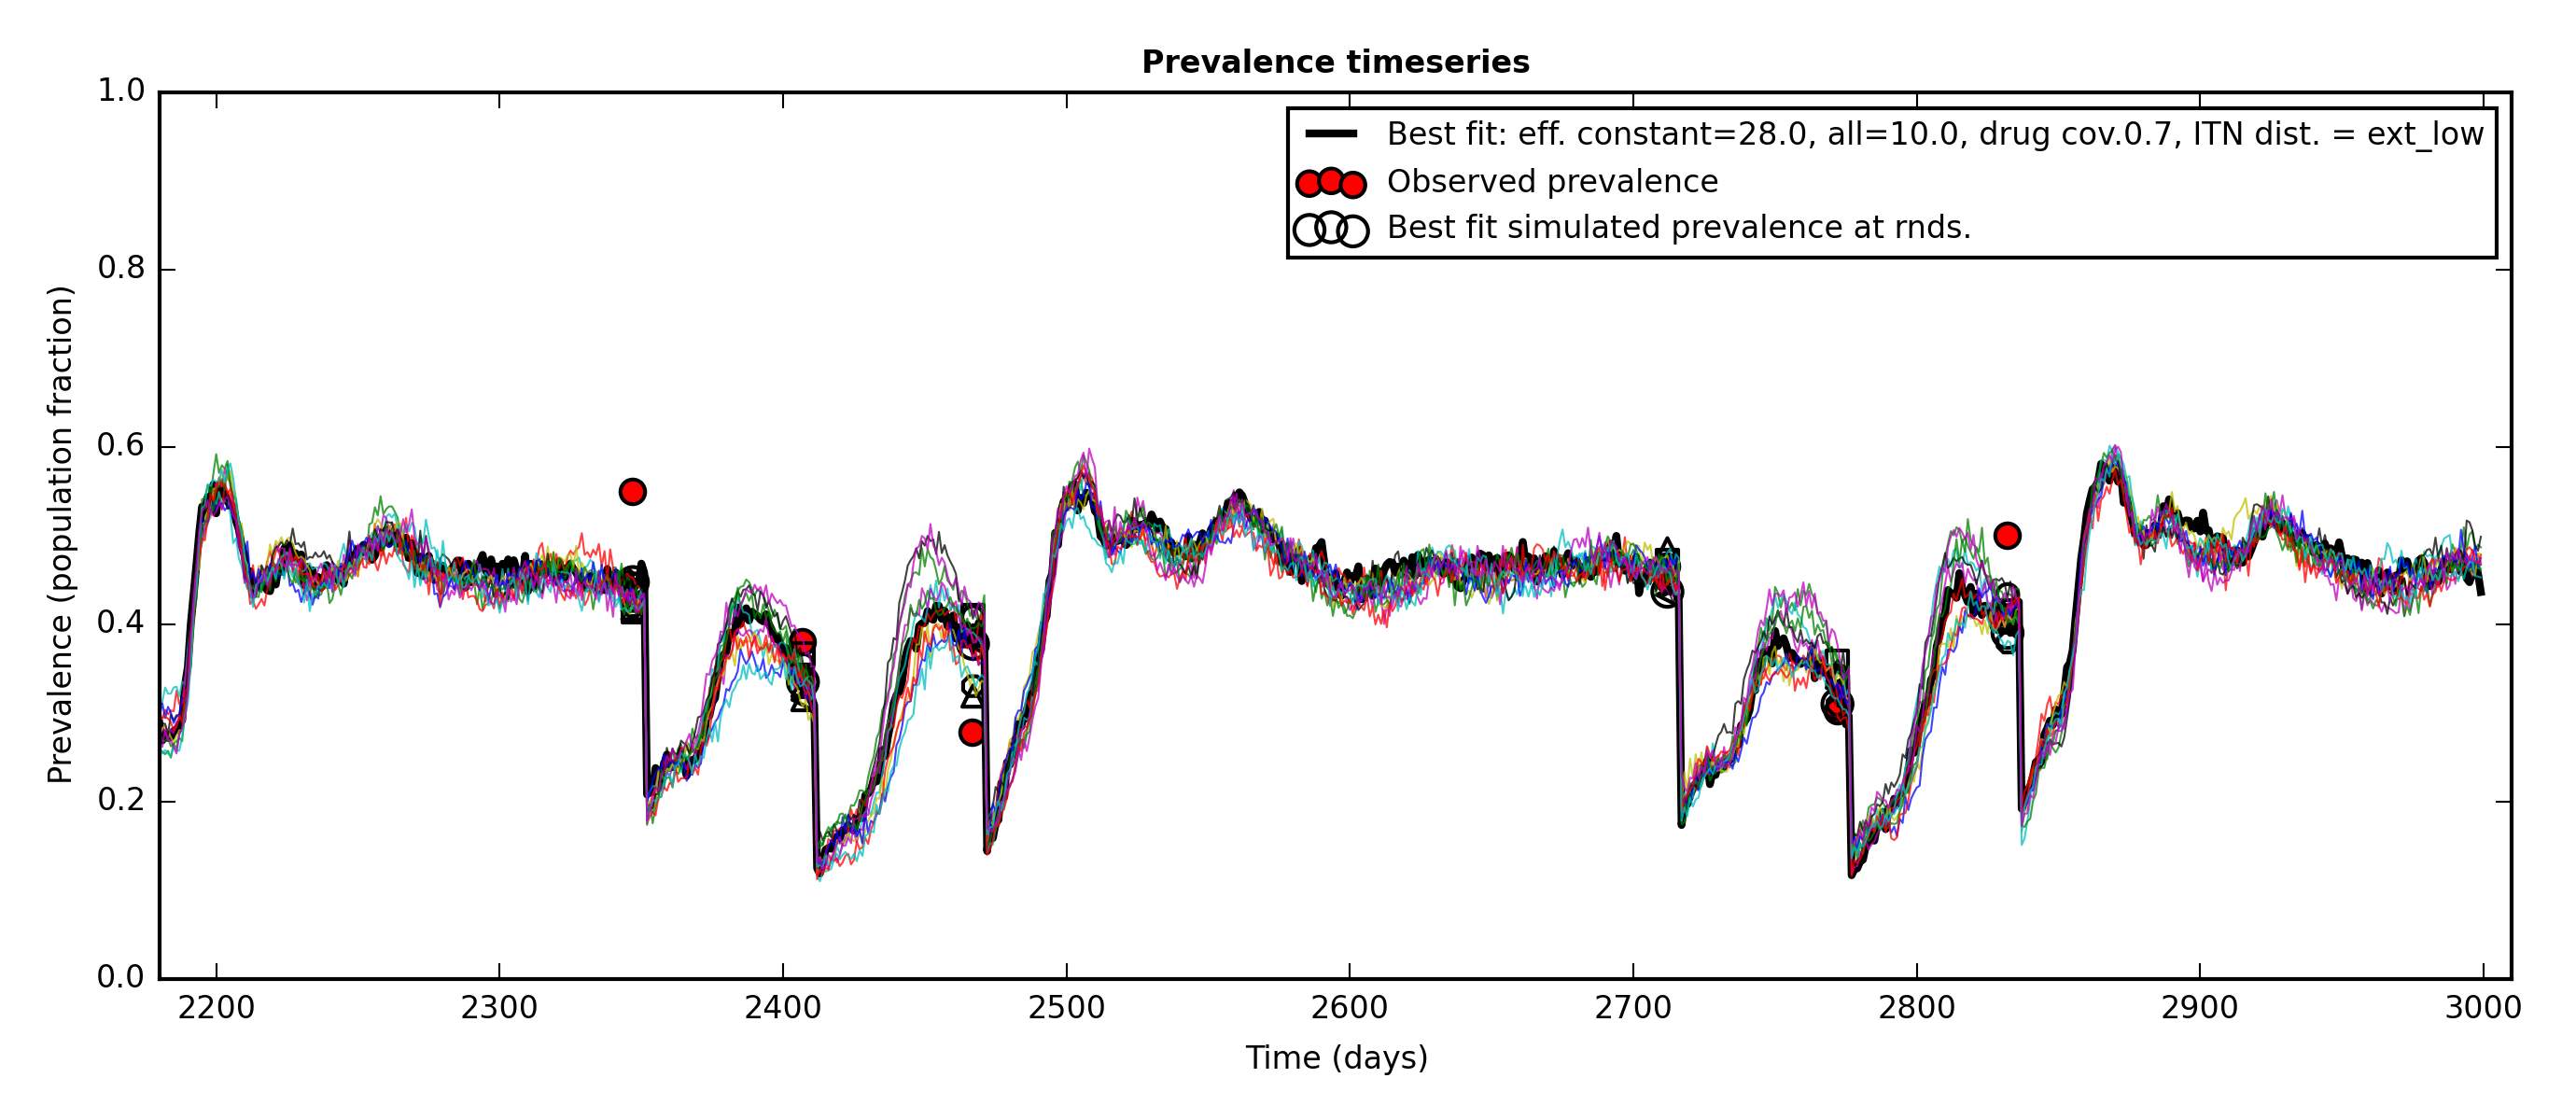 Prevalence timeseries
1.0
0.8
0.6
0.4
0.2
0.0
Prevalence (population fraction)
Best fit: eff. constant=28.0, all=10.0, drug cov.0.7, ITN dist. = ext_low
Observed prevalence
Best fit simulated prevalence at rnds.
2200 2300 2400 2500 2600 2700 2800 2900 3000
Time (days)